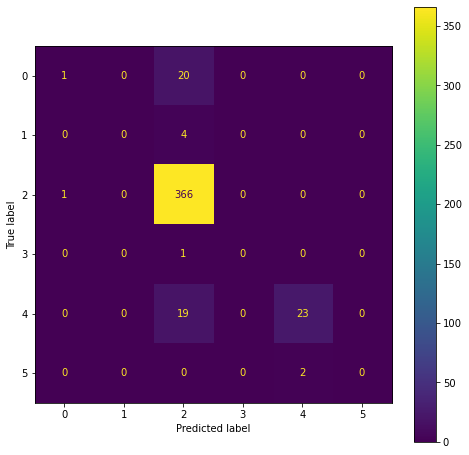 0 1 0 20 0 0 0
1 0 0 4 0 0 0
2 1 0 366 0 0 0
3 0 0 1 0 0 0
4 0 0 19 0 23 0
5 0 0 0 0 2 0
0 1 2 3 4 5
True label
Predicted label
350
300
250
200
150
100
50
0